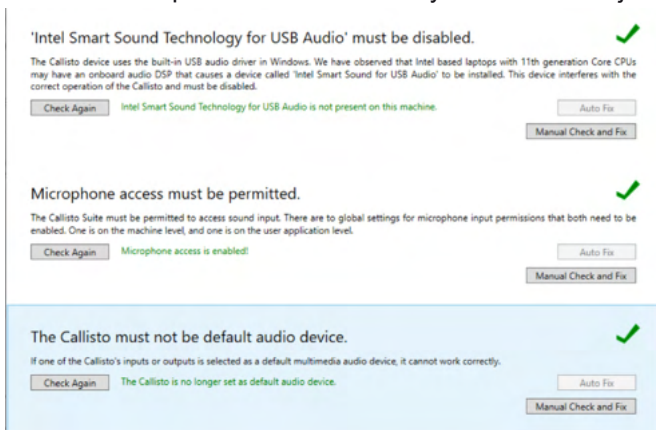 'Intel Smart Sound Technology for USB Audio' must be disabled.
The Callisto device uses the built-in USB audio driver in Windows. We have observed that Intel based laptops with 11th generation Core CPUs
may have an onboard audio DSP that causes a device called 'Intel Smart Sound for USB Audio' to be installed. This device interferes with the
correct operation of the Callisto and must be disabled.
Check Again
Intel Smart Sound Technology for USB Audio is not present on this machine.
Auto Fix
Manual Check and Fix
Microphone access must be permitted.
The Callisto Suite must be permitted to access sound input. There are to global settings for microphone input permissions that both need to be
enabled. One is on the machine level, and one is on the user application level.
Check Again
Microphone access is enabled!
Auto Fix
Manual Check and Fix
The Callisto must not be default audio device.
If one of the Callisto's inputs or outputs is selected as a default multimedia audio device, it cannot work correctly.
Check Again
The Callisto is no longer set as default audio device.
Auto Fix
Manual Check and Fix